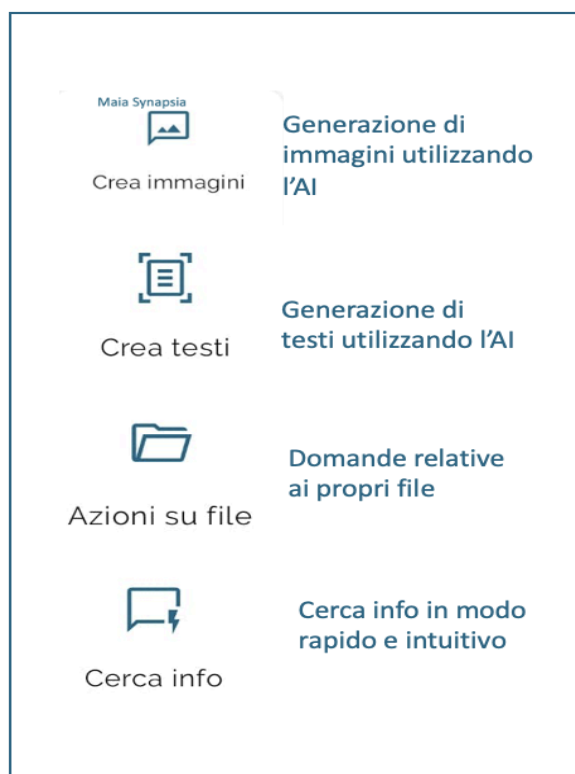 Maia Synapsia
Crea immagini
Generazione di
immagini utilizzando
l’AI
Crea testi
Generazione di
testi utilizzando l’AI
Azioni su file
Domande relative
ai propri file
Cerca info
Cerca info in modo
rapido e intuitivo